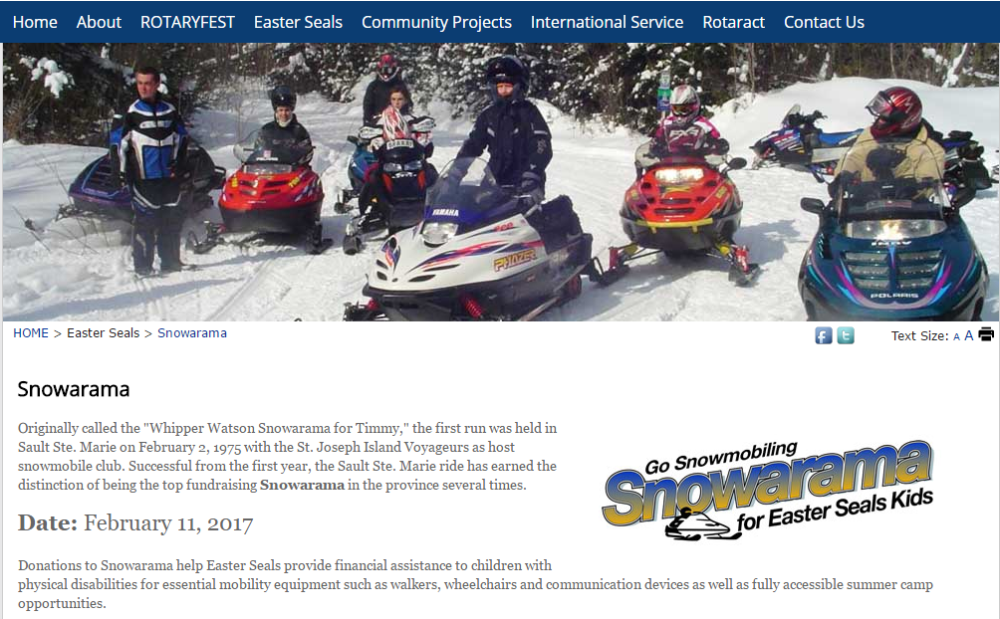 Home About ROTARYFEST Easter Seals Community Projects International Service Rotaract Contact Us
YAMAHA
PHAZER
POLARIS
HOME > Easter Seals > Snowarama
Text Size: A A
Snowarama
Originally called the "Whipper Watson Snowarama for Timmy," the first run was held in
Sault Ste. Marie on February 2, 1975 with the St. Joseph Island Voyageurs as host
snowmobile club. Successful from the first year, the Sault Ste. Marie ride has earned the
distinction of being the top fundraising Snowarama in the province several times.
Go Snowmobiling
Snowarama
for Easter Seals Kids
Date: February 11, 2017
Donations to Snowarama help Easter Seals provide financial assistance to children with
physical disabilities for essential mobility equipment such as walkers, wheelchairs and communication devices as well as fully accessible summer camp
opportunities.